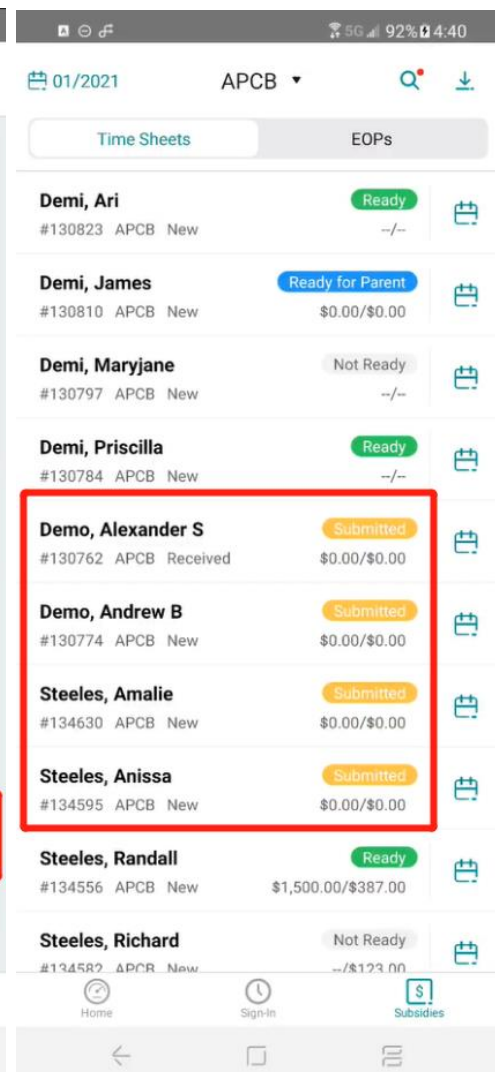 5G 92% 4:40
01/2021 APCB
Time Sheets EOPs
Demi, Ari Ready
#130823 APCB New --/--
Demi, James Ready for Parent
#130810 APCB New $0.00/$0.00
Demi, Maryjane Not Ready
#130797 APCB New --/--
Demi, Priscilla Ready
#130784 APCB New --/--
Demo, Alexander S Submitted
#130762 APCB Received $0.00/$0.00
Demo, Andrew B Submitted
#130774 APCB New $0.00/$0.00
Steeles, Amalie Submitted
#134630 APCB New $0.00/$0.00
Steeles, Anissa Submitted
#134595 APCB New $0.00/$0.00
Steeles, Randall Ready
#134556 APCB New $1,500.00/$387.00
Steeles, Richard Not Ready
#134582 APCB New --/$123.00
Home Sign-In Subsidies